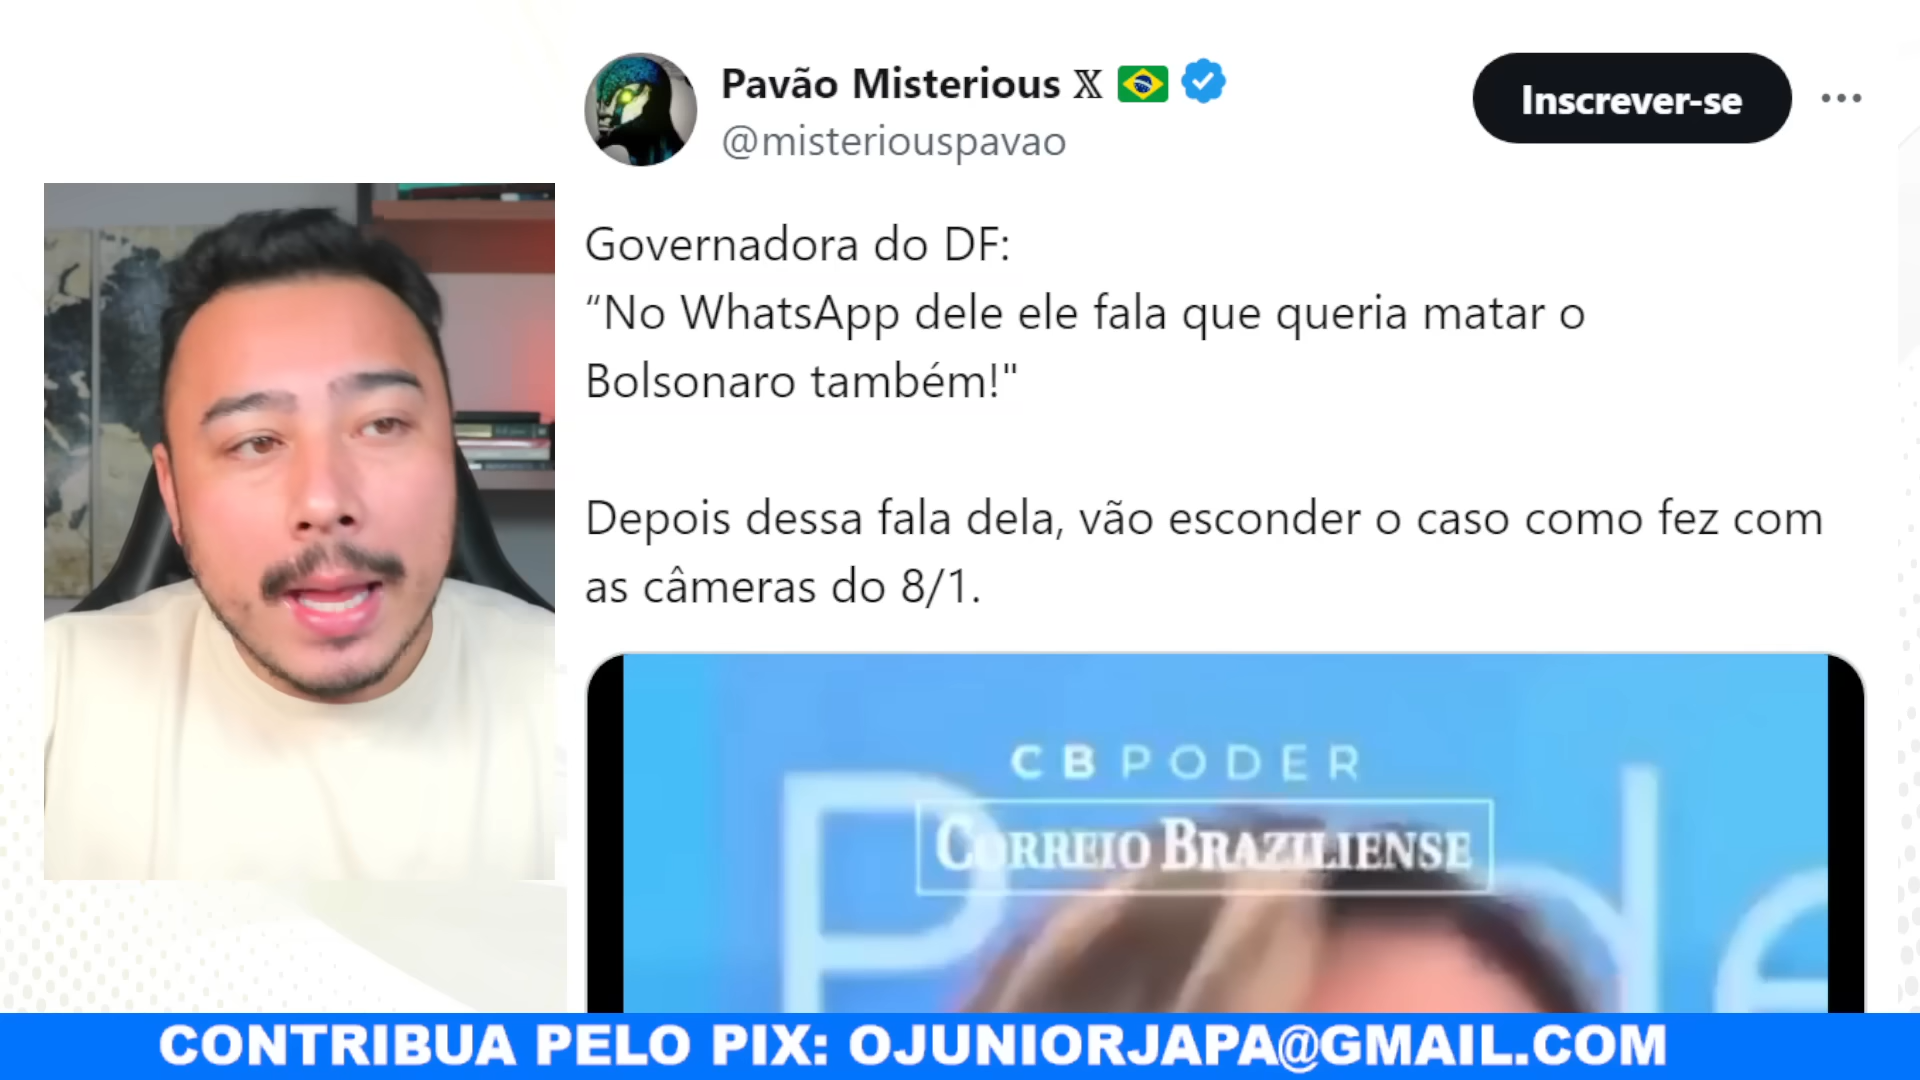 Pavão Misterious X 🇧🇷
@misteriouspavao
Inscrever-se
Governadora do DF:
“No WhatsApp dele ele fala que queria matar o
Bolsonaro também!"
Depois dessa fala dela, vão esconder o caso como fez com
as câmeras do 8/1.
CB PODER
CORREIO BRAZILIENSE
P de
CONTRIBUA PELO PIX: OJUNIORJAPA@GMAIL.COM